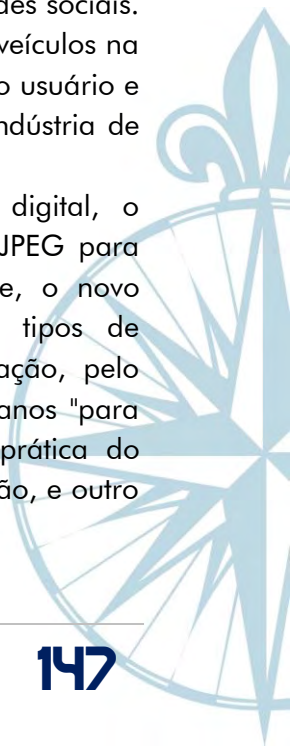 des sociais.
veículos na
o usuário e
ndústria de
digital, o
JPEG para
e, o novo
tipos de
ação, pelo
anos "para
prática do
ão, e outro
147